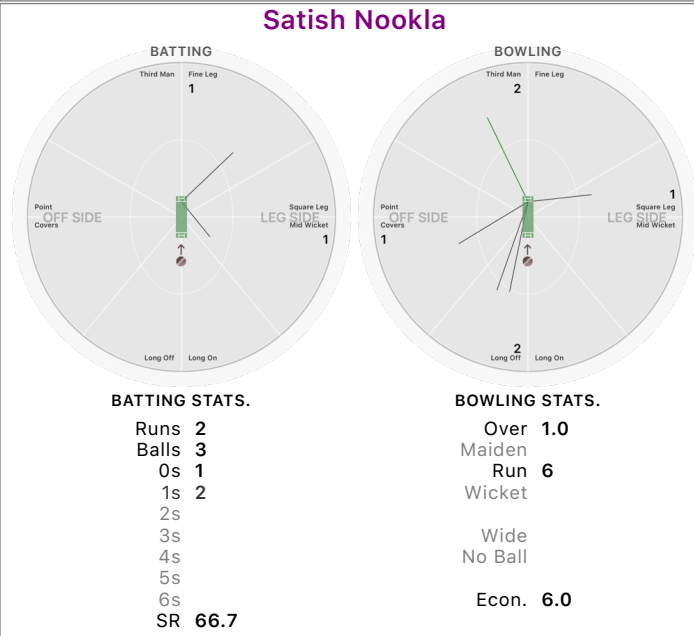 Satish Nookla
BATTING
Third Man Fine Leg
1
Point
Covers
OFF SIDE
Square Leg
Mid Wicket
LEG SIDE
1
Long Off Long On
BOWLING
Third Man Fine Leg
2
1
Point
Covers
OFF SIDE
1
Square Leg
Mid Wicket
LEG SIDE
2
Long Off Long On
BATTING STATS.
Runs 2
Balls 3
0s 1
1s 2
2s
3s
4s
5s
6s
SR 66.7
BOWLING STATS.
Over 1.0
Maiden
Run 6
Wicket
Wide
No Ball
Econ. 6.0